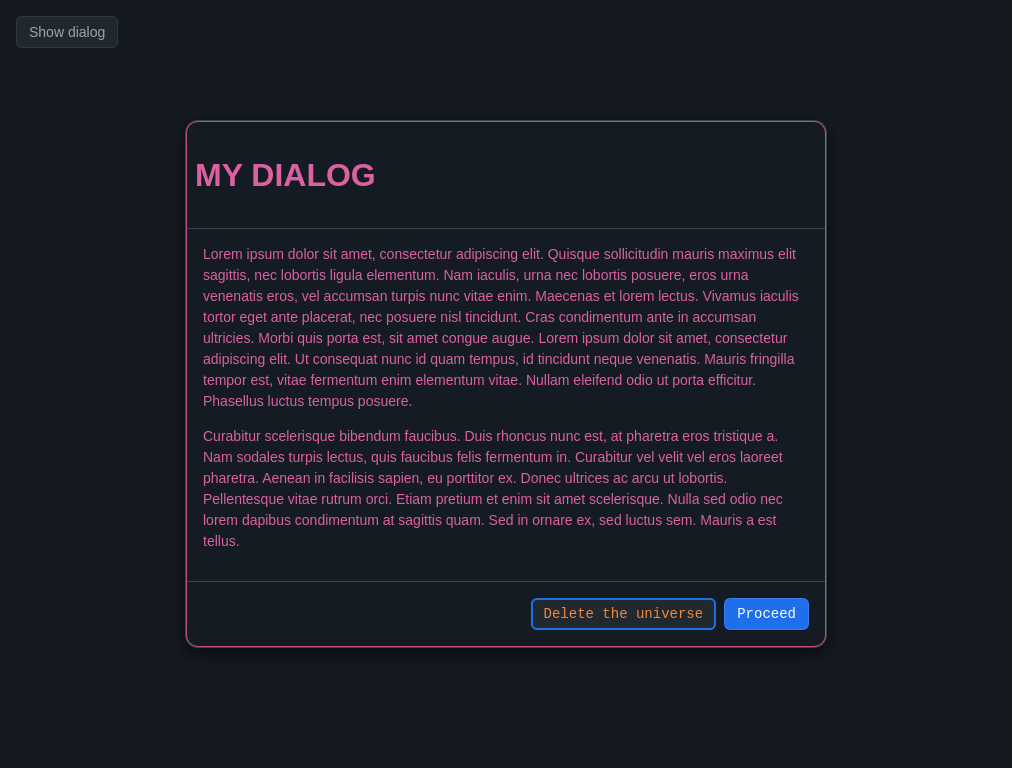 Show dialog
MY DIALOG
Lorem ipsum dolor sit amet, consectetur adipiscing elit. Quisque sollicitudin mauris maximus elit
sagittis, nec lobortis ligula elementum. Nam iaculis, urna nec lobortis posuere, eros urna
venenatis eros, vel accumsan turpis nunc vitae enim. Maecenas et lorem lectus. Vivamus iaculis
tortor eget ante placerat, nec posuere nisl tincidunt. Cras condimentum ante in accumsan
ultricies. Morbi quis porta est, sit amet congue augue. Lorem ipsum dolor sit amet, consectetur
adipiscing elit. Ut consequat nunc id quam tempus, id tincidunt neque venenatis. Mauris fringilla
tempor est, vitae fermentum enim elementum vitae. Nullam eleifend odio ut porta efficitur.
Phasellus luctus tempus posuere.
Curabitur scelerisque bibendum faucibus. Duis rhoncus nunc est, at pharetra eros tristique a.
Nam sodales turpis lectus, quis faucibus felis fermentum in. Curabitur vel velit vel eros laoreet
pharetra. Aenean in facilisis sapien, eu porttitor ex. Donec ultrices ac arcu ut lobortis.
Pellentesque vitae rutrum orci. Etiam pretium et enim sit amet scelerisque. Nulla sed odio nec
lorem dapibus condimentum at sagittis quam. Sed in ornare ex, sed luctus sem. Mauris a est
tellus.
Delete the universe
Proceed